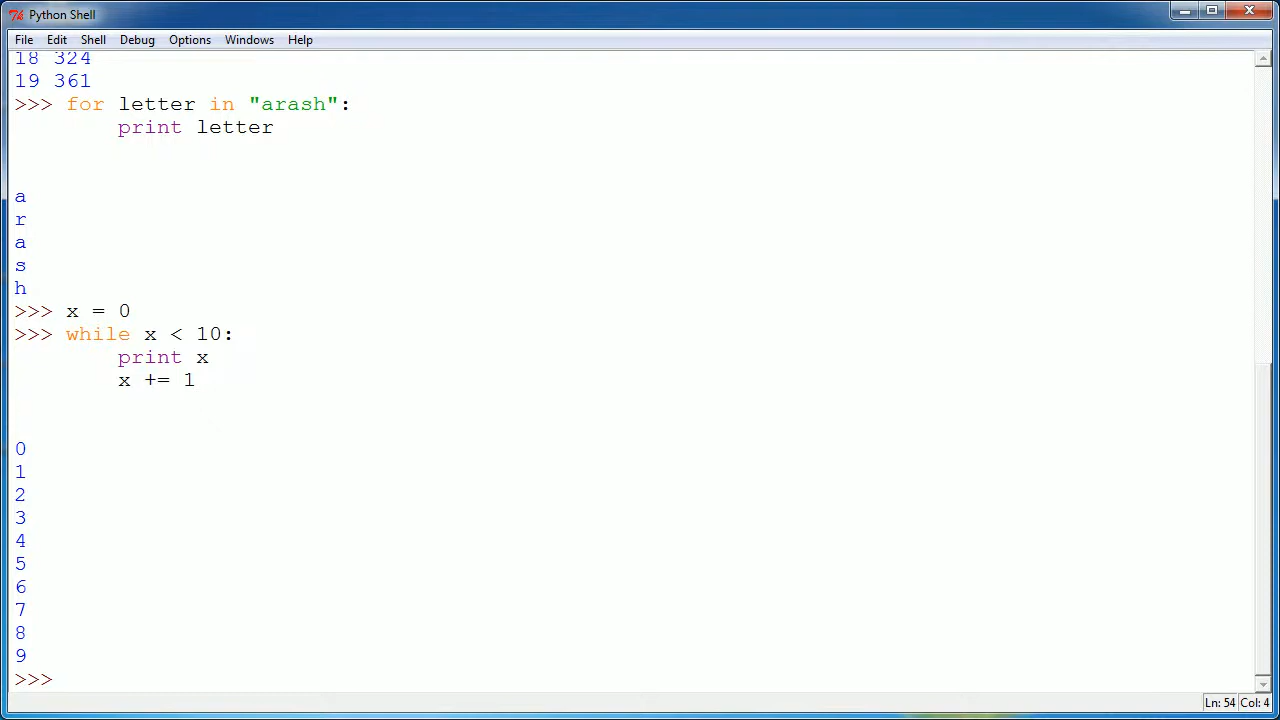 Python Shell
File Edit Shell Debug Options Windows Help
18 324
19 361
>>> for letter in "arash":
        print letter
a
r
a
s
h
>>> x = 0
>>> while x < 10:
        print x
        x += 1
0
1
2
3
4
5
6
7
8
9
>>>
Ln: 54 Col: 4